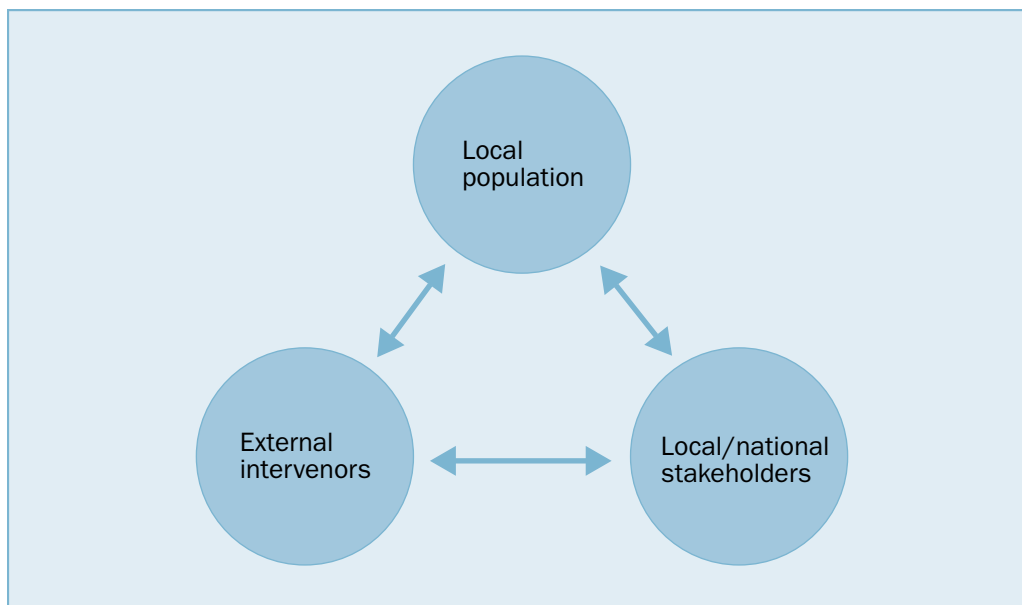 Local
population
External
intervenors
Local/national
stakeholders